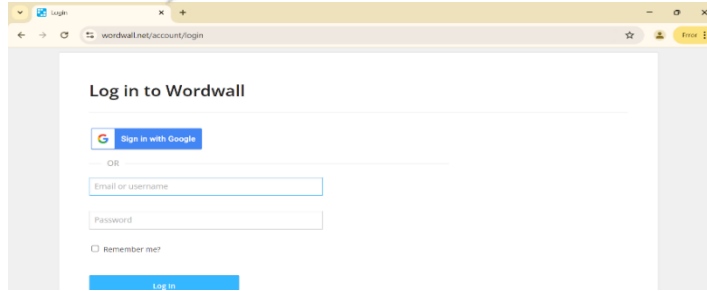 Login
wordwall.net/account/login
Error
Log in to Wordwall
Sign in with Google
OR
Email or username
Password
Remember me?
Log In